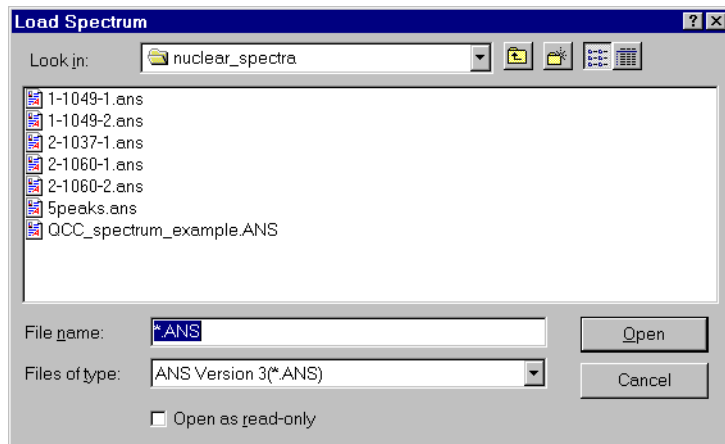 Load Spectrum
Look in: nuclear_spectra
1-1049-1.ans
1-1049-2.ans
2-1037-1.ans
2-1060-1.ans
2-1060-2.ans
5peaks.ans
QCC_spectrum_example.ANS
File name: *.ANS Open
Files of type: ANS Version 3(*.ANS) Cancel
Open as read-only